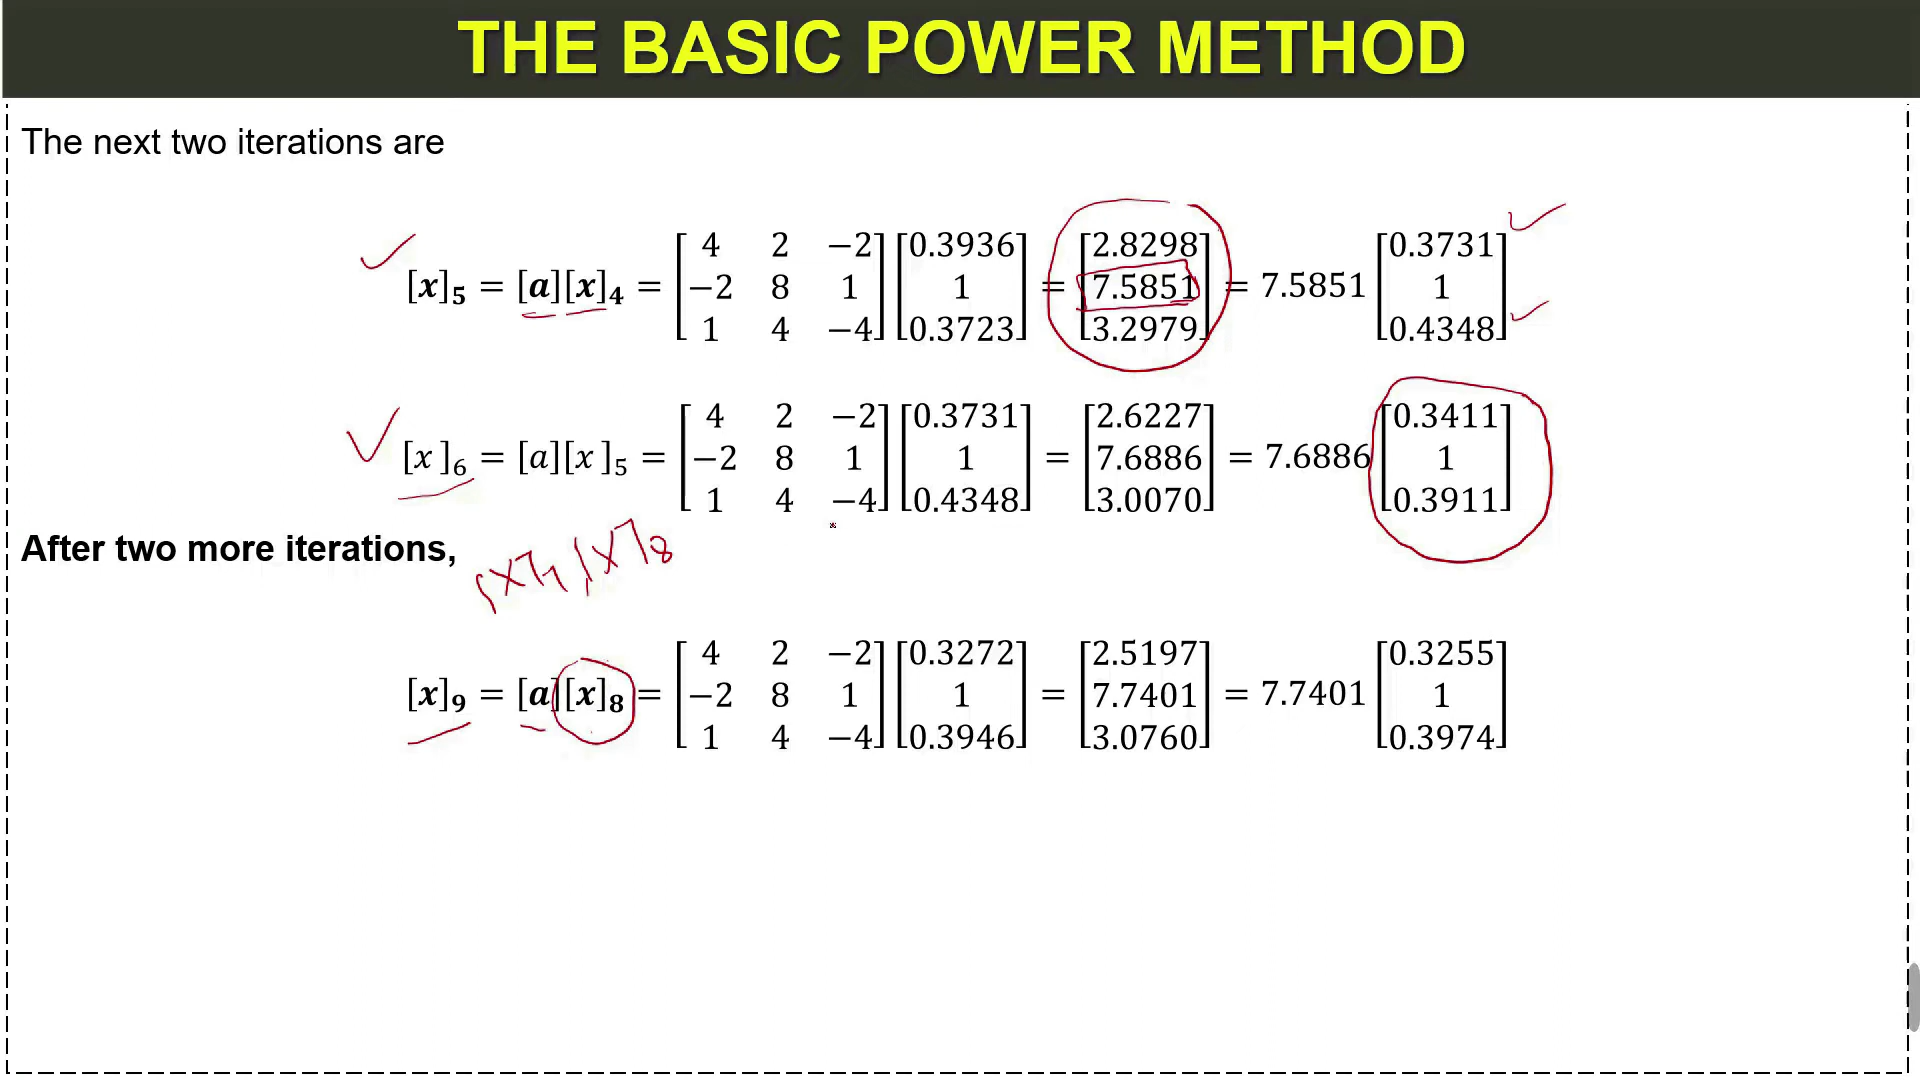 THE BASIC POWER METHOD
The next two iterations are
[x]₅ = [a][x]₄ = [4 2 −2; −2 8 1; 1 4 −4] [0.3936; 1; 0.3723] = [2.8298; 7.5851; 3.2979] = 7.5851 [0.3731; 1; 0.4348]
[x]₆ = [a][x]₅ = [4 2 −2; −2 8 1; 1 4 −4] [0.3731; 1; 0.4348] = [2.6227; 7.6886; 3.0070] = 7.6886 [0.3411; 1; 0.3911]
After two more iterations, [x]₇, [x]₈
[x]₉ = [a][x]₈ = [4 2 −2; −2 8 1; 1 4 −4] [0.3272; 1; 0.3946] = [2.5197; 7.7401; 3.0760] = 7.7401 [0.3255; 1; 0.3974]